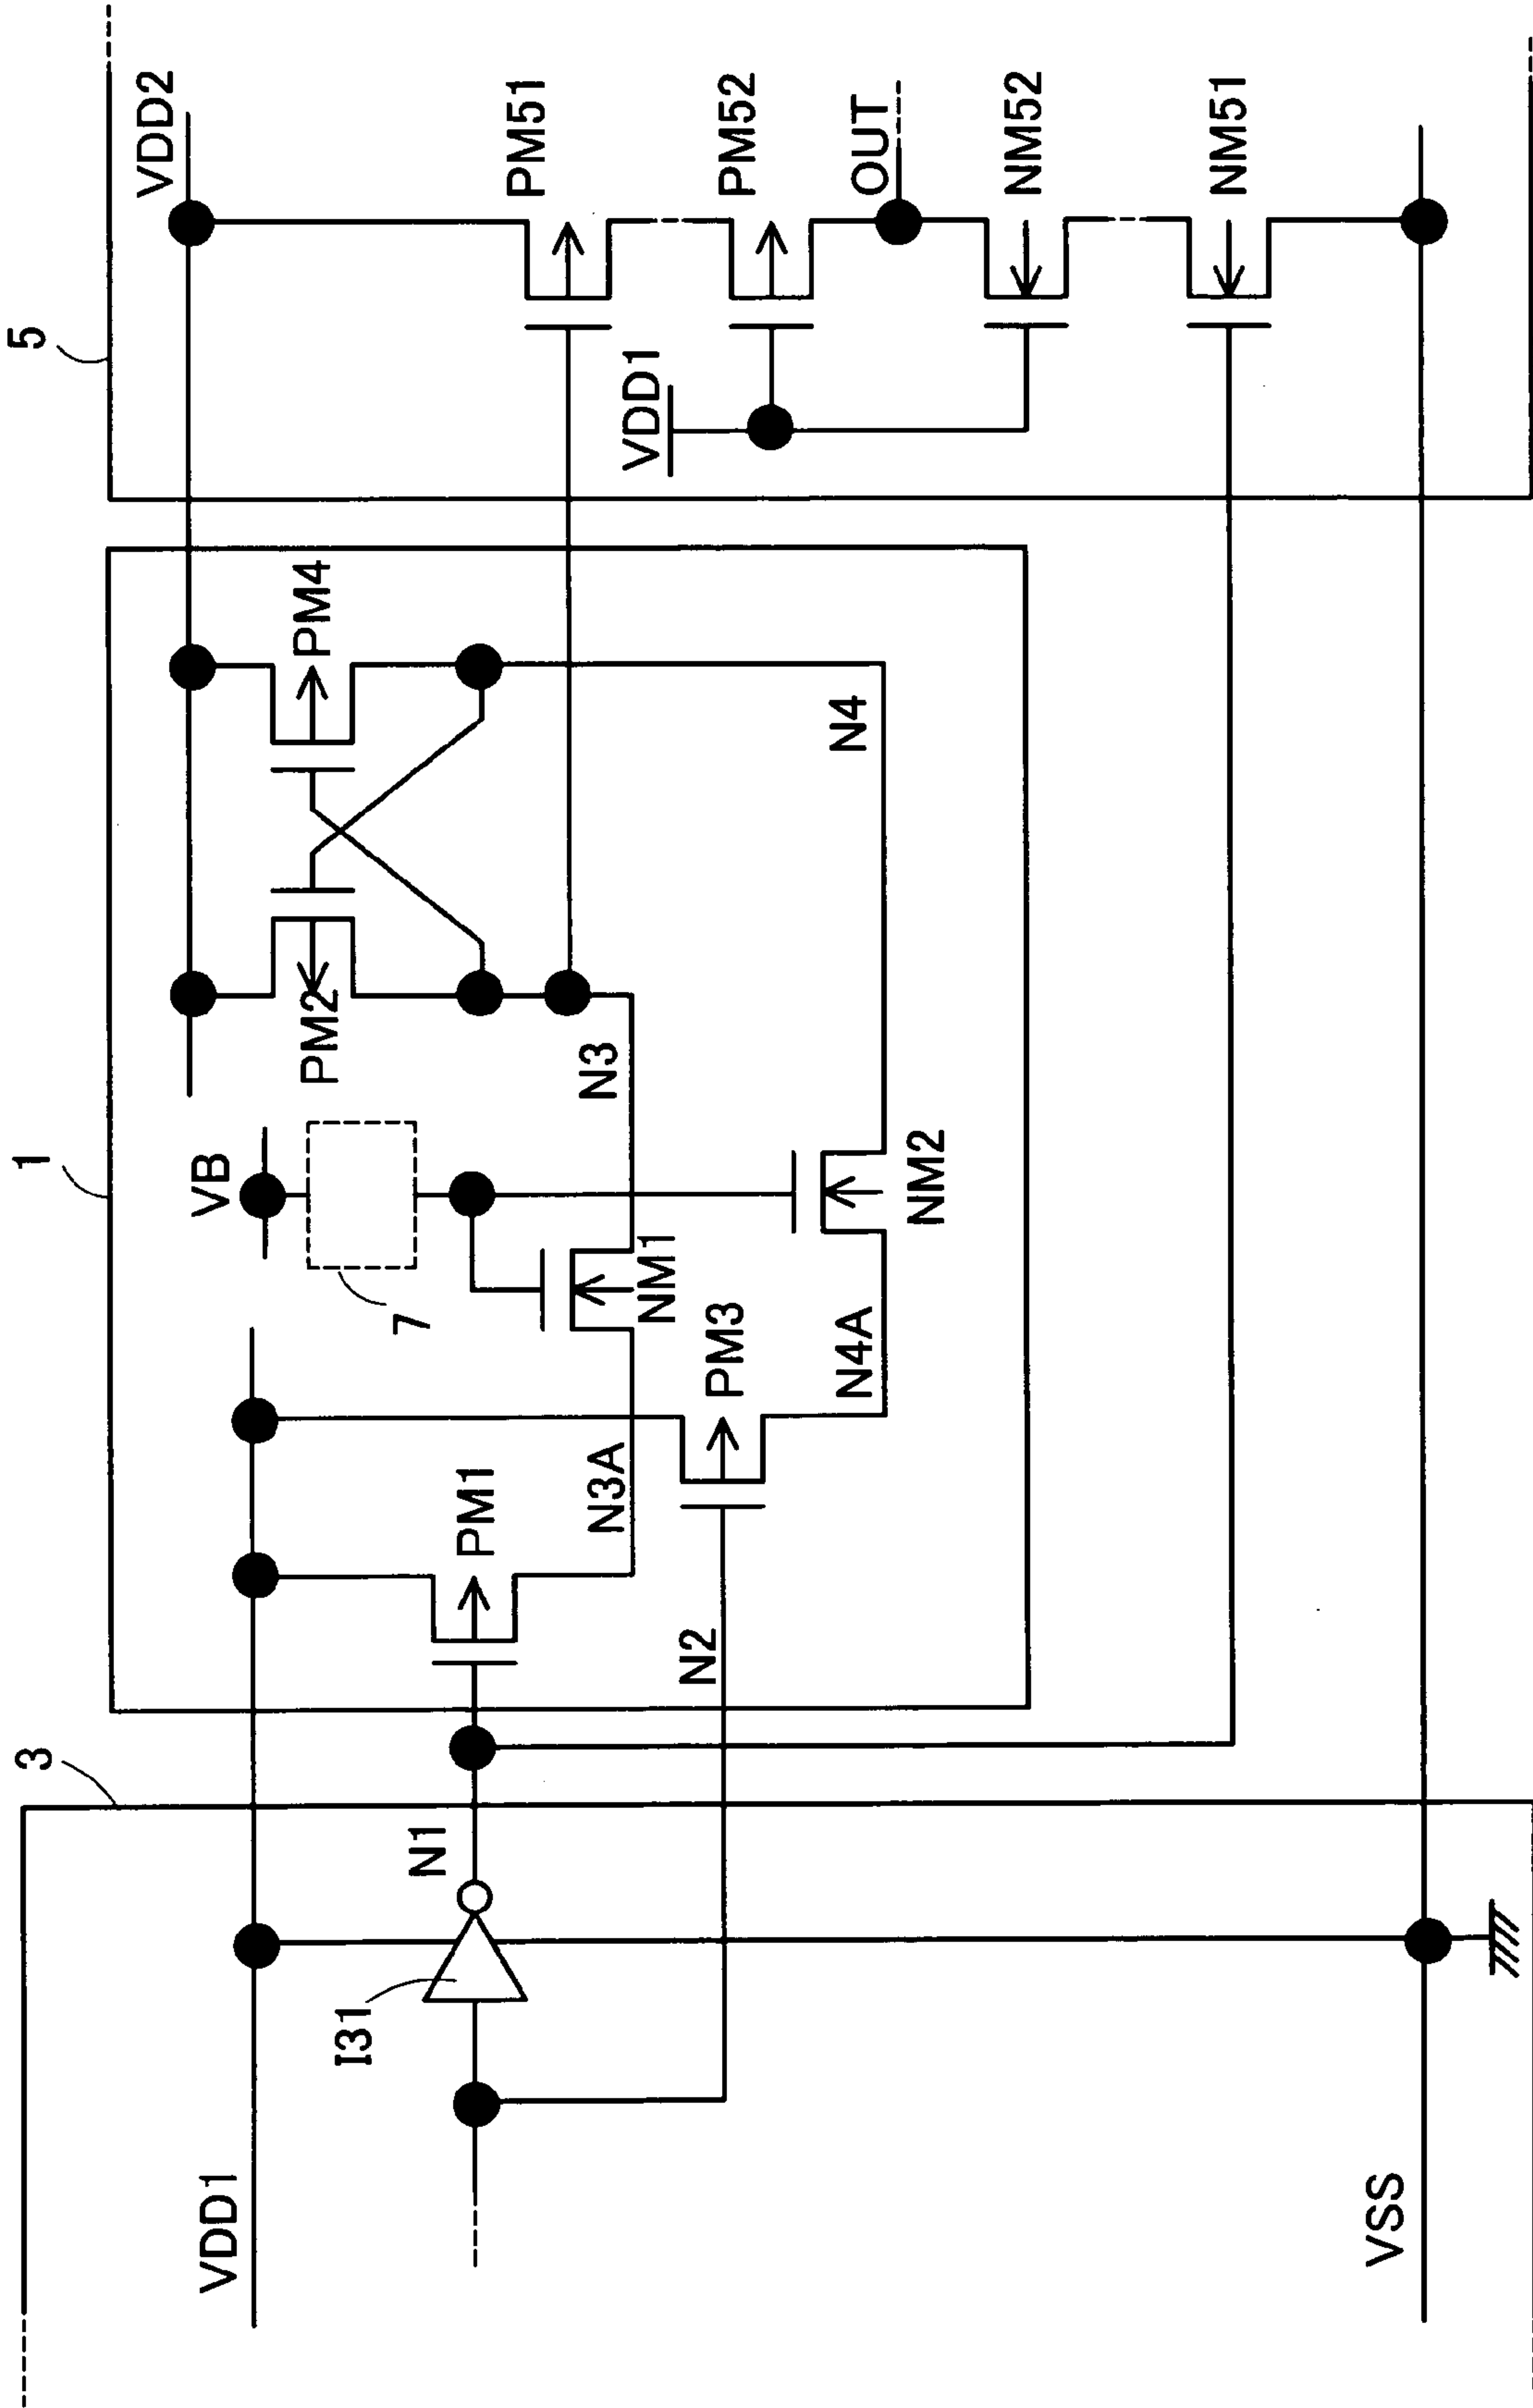 3
1
5
VDD1
VB
VDD2
I31
N1
7
PM1
PM2
PM4
PM51
N3A
NM1
N3
VDD1
N2
PM3
PM52
N4A
NM2
N4
OUT
NM52
NM51
VSS